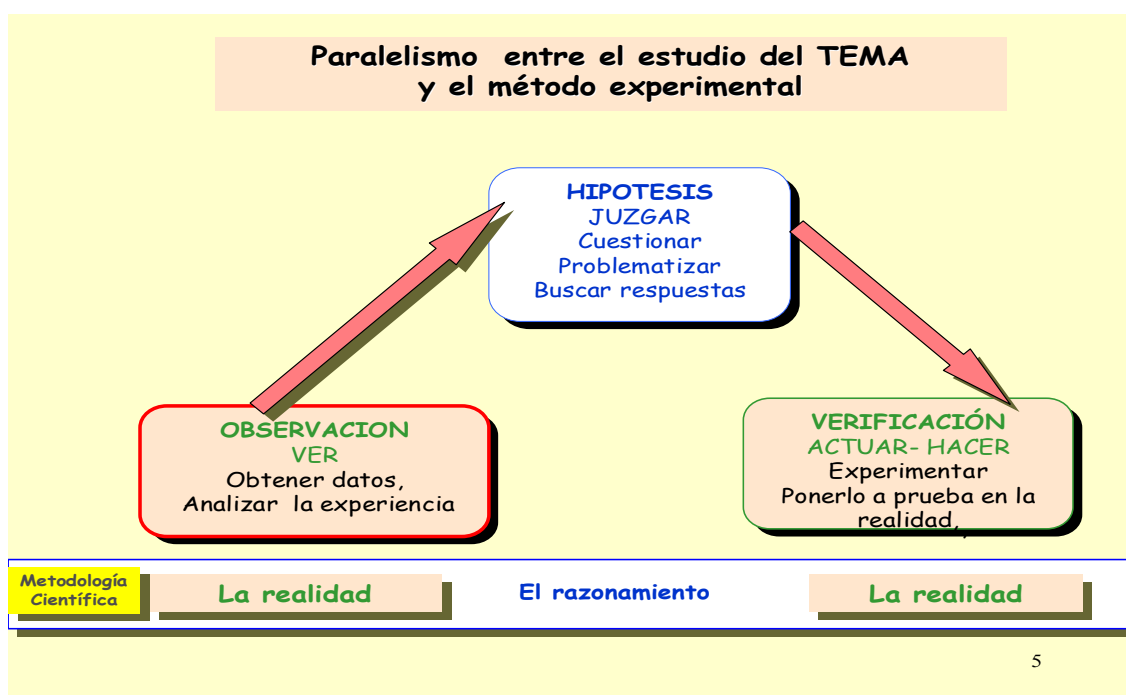 Paralelismo entre el estudio del TEMA
y el método experimental
HIPOTESIS
JUZGAR
Cuestionar
Problematizar
Buscar respuestas
OBSERVACION
VER
Obtener datos,
Analizar la experiencia
VERIFICACIÓN
ACTUAR- HACER
Experimentar
Ponerlo a prueba en la
realidad,
Metodología
Científica
La realidad
El razonamiento
La realidad
5